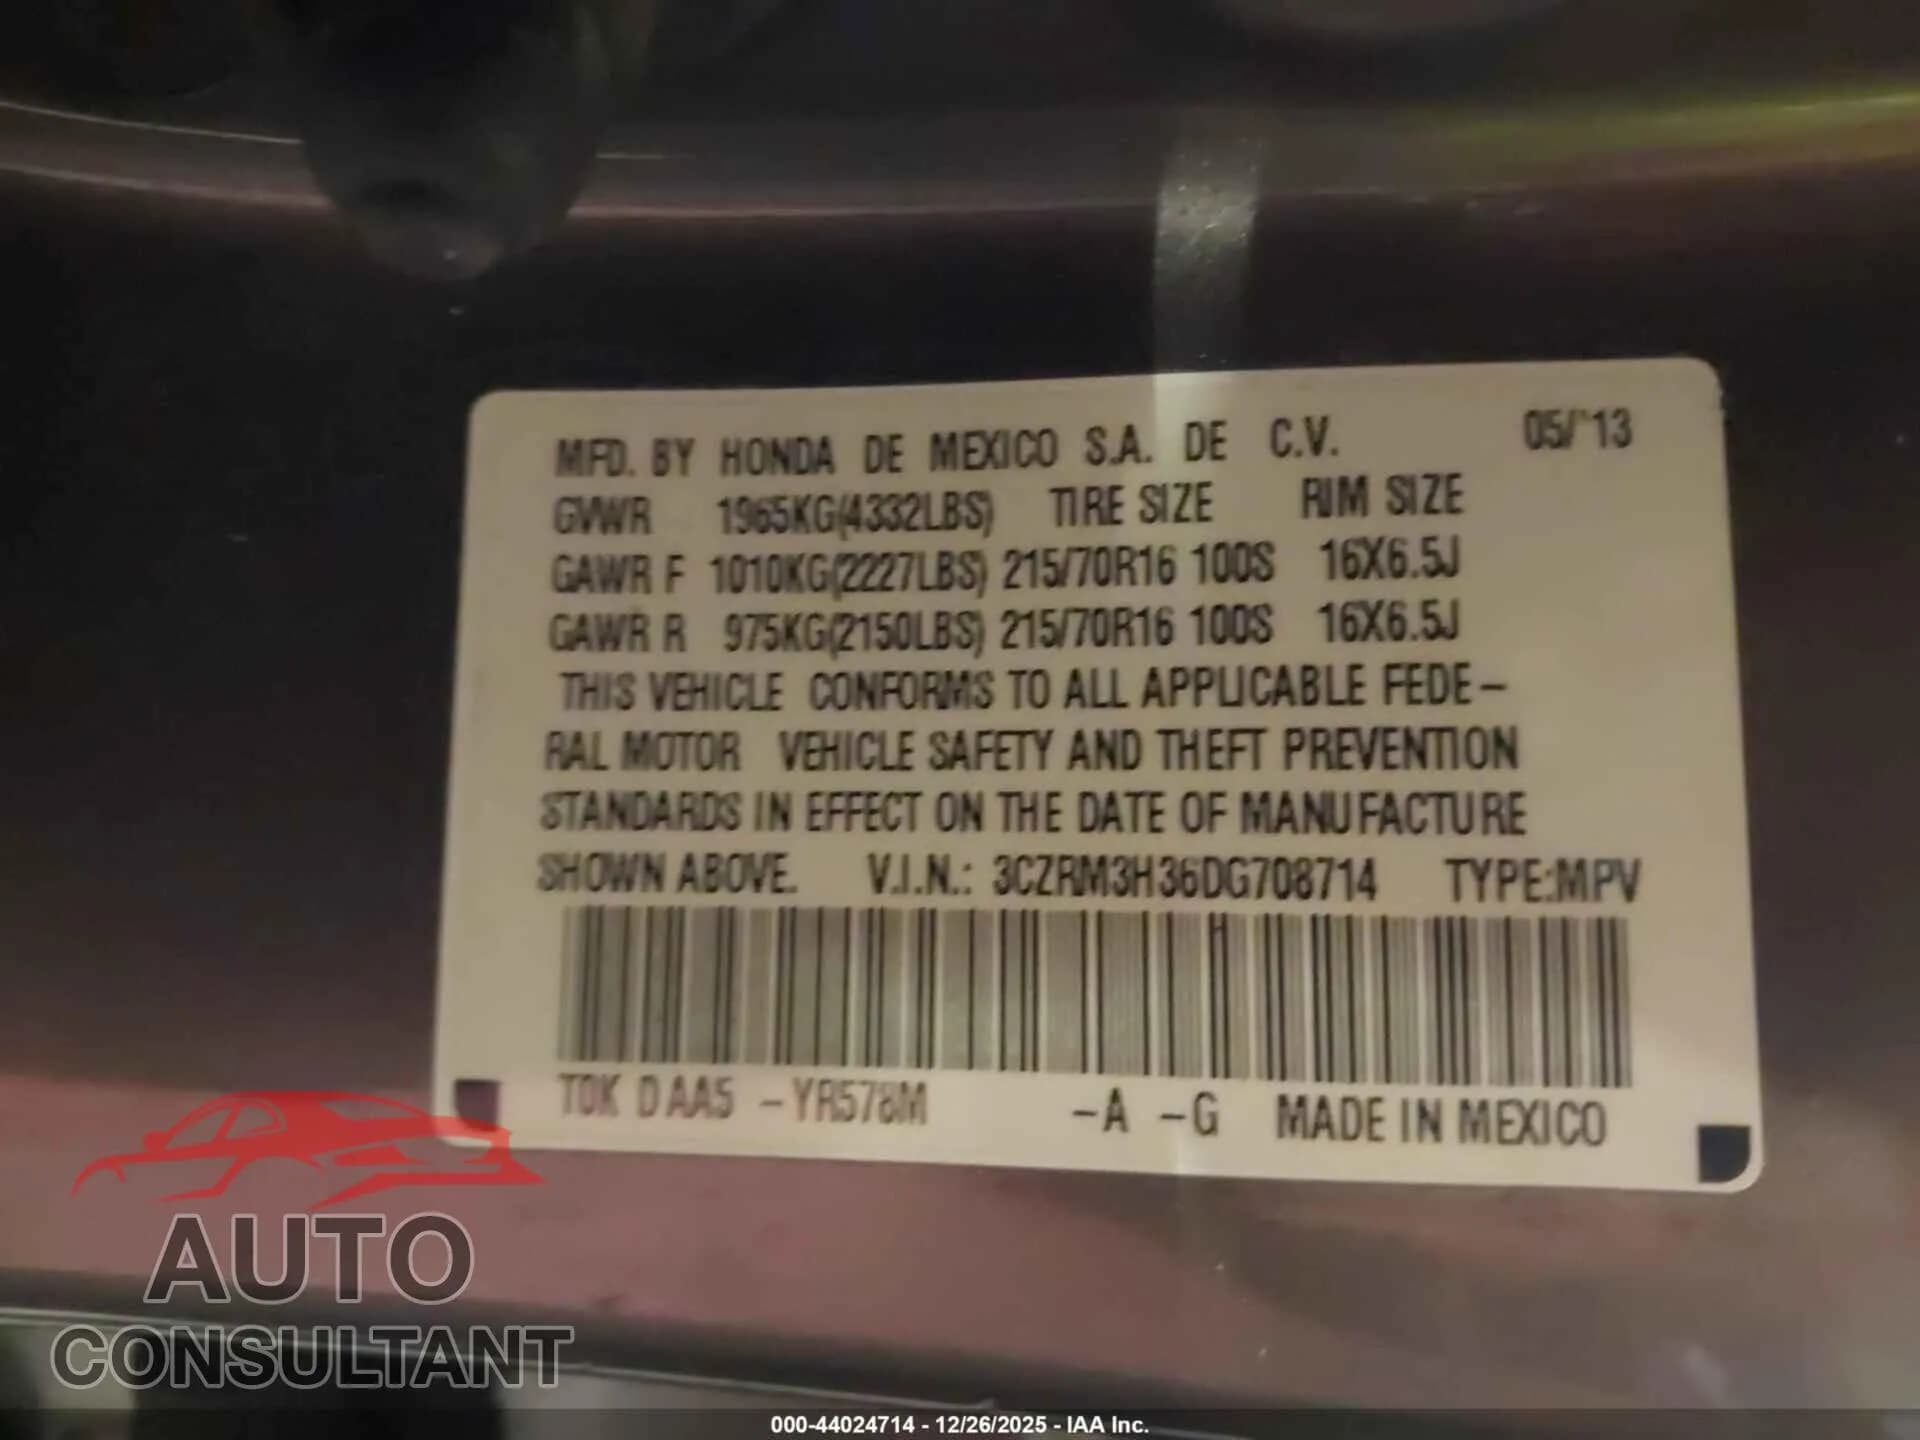 MFD. BY HONDA DE MEXICO S.A. DE C.V. 05/'13
GVWR 1965KG(4332LBS) TIRE SIZE RIM SIZE
GAWR F 1010KG(2227LBS) 215/70R16 100S 16X6.5J
GAWR R 975KG(2150LBS) 215/70R16 100S 16X6.5J
THIS VEHICLE CONFORMS TO ALL APPLICABLE FEDE-
RAL MOTOR VEHICLE SAFETY AND THEFT PREVENTION
STANDARDS IN EFFECT ON THE DATE OF MANUFACTURE
SHOWN ABOVE. V.I.N.: 3CZRM3H36DG708714 TYPE:MPV
T0K D AA5 -YR578M -A -G MADE IN MEXICO
AUTO
CONSULTANT
000-44024714 - 12/26/2025 - IAA Inc.